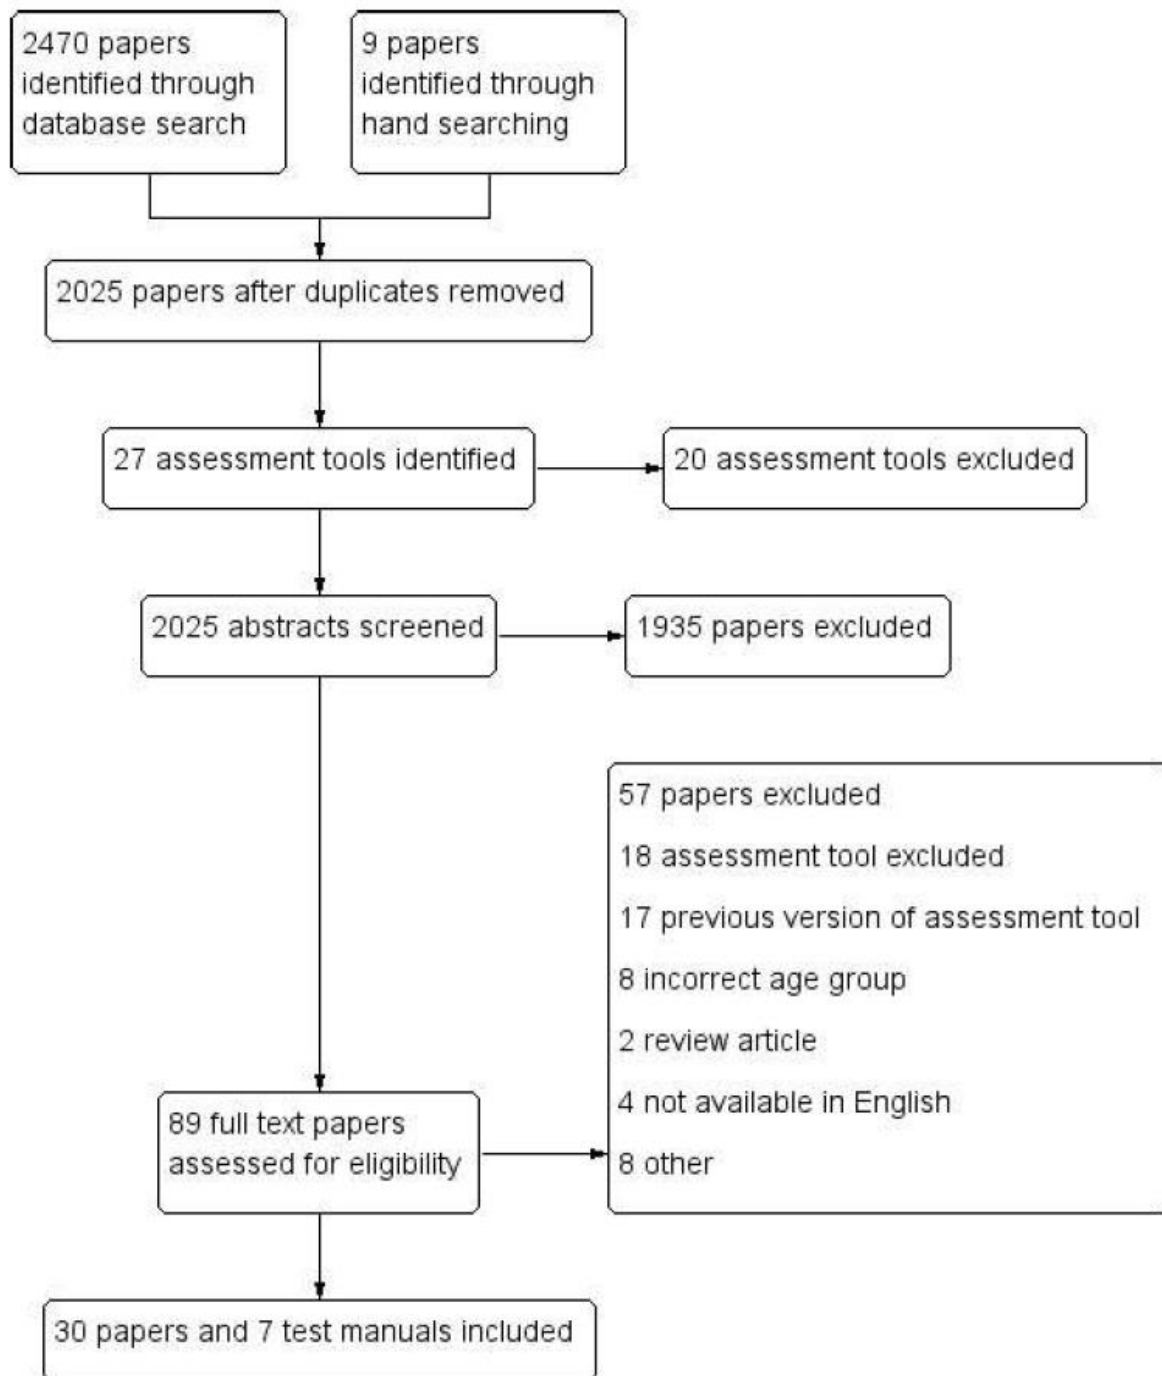 2470 papers
identified through
database search
9 papers
identified through
hand searching
2025 papers after duplicates removed
27 assessment tools identified
20 assessment tools excluded
2025 abstracts screened
1935 papers excluded
57 papers excluded
18 assessment tool excluded
17 previous version of assessment tool
8 incorrect age group
2 review article
4 not available in English
8 other
89 full text papers
assessed for eligibility
30 papers and 7 test manuals included